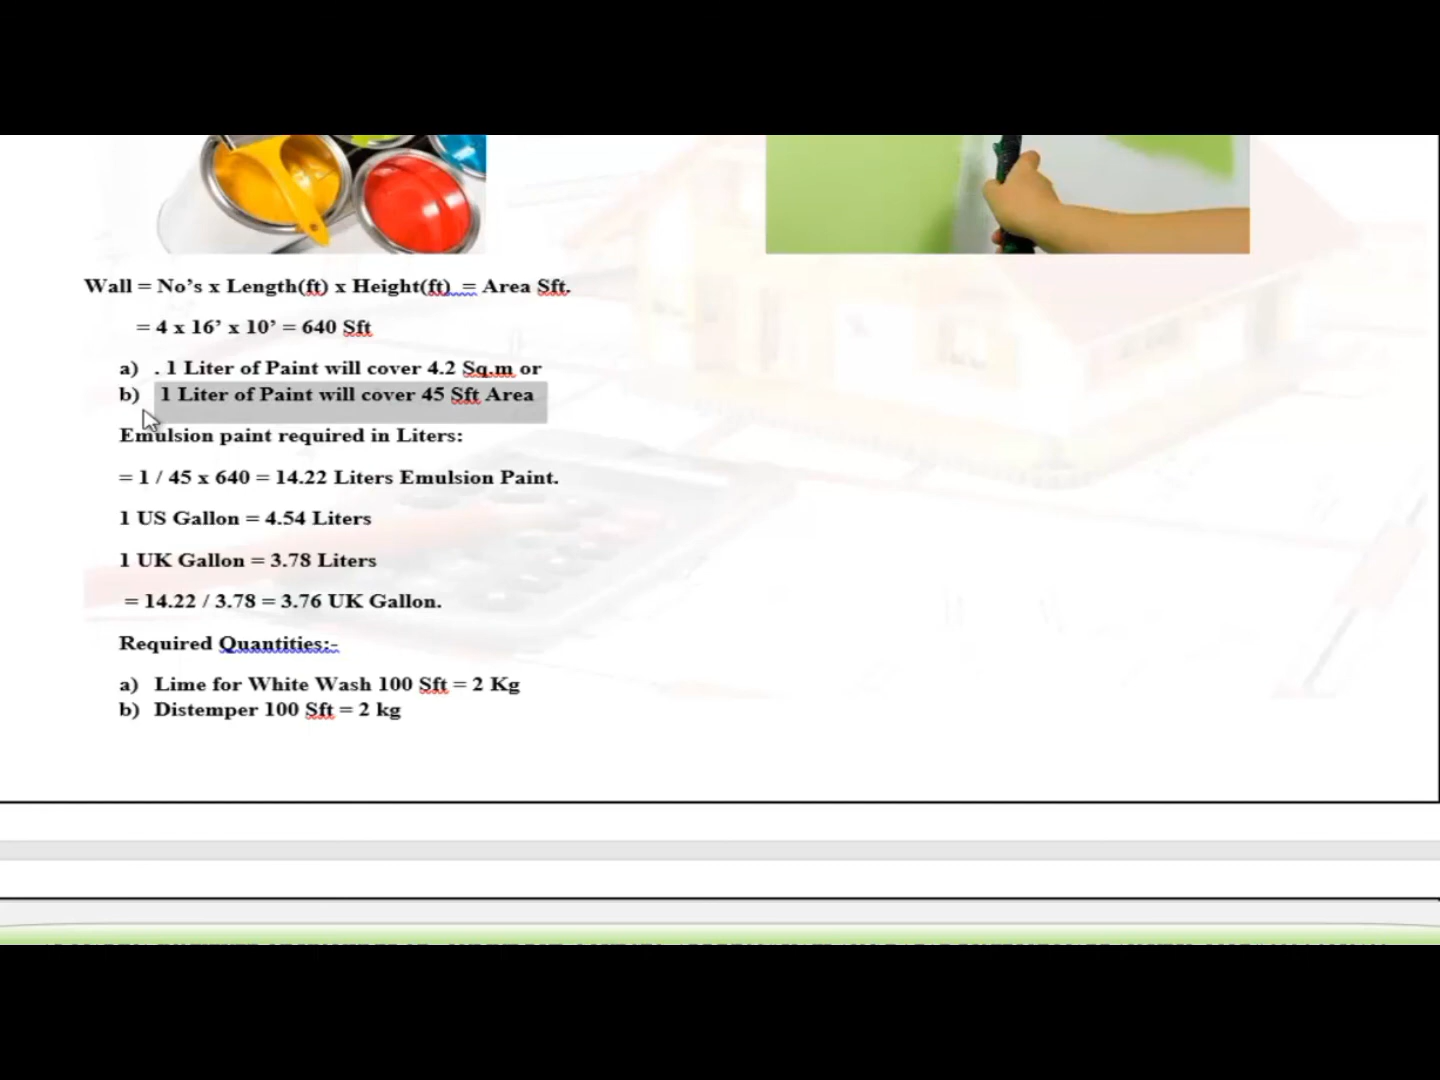 Wall = No’s x Length(ft) x Height(ft) = Area Sft.
= 4 x 16’ x 10’ = 640 Sft
a) . 1 Liter of Paint will cover 4.2 Sq.m or
b) 1 Liter of Paint will cover 45 Sft Area
Emulsion paint required in Liters:
= 1 / 45 x 640 = 14.22 Liters Emulsion Paint.
1 US Gallon = 4.54 Liters
1 UK Gallon = 3.78 Liters
= 14.22 / 3.78 = 3.76 UK Gallon.
Required Quantities:-
a) Lime for White Wash 100 Sft = 2 Kg
b) Distemper 100 Sft = 2 kg